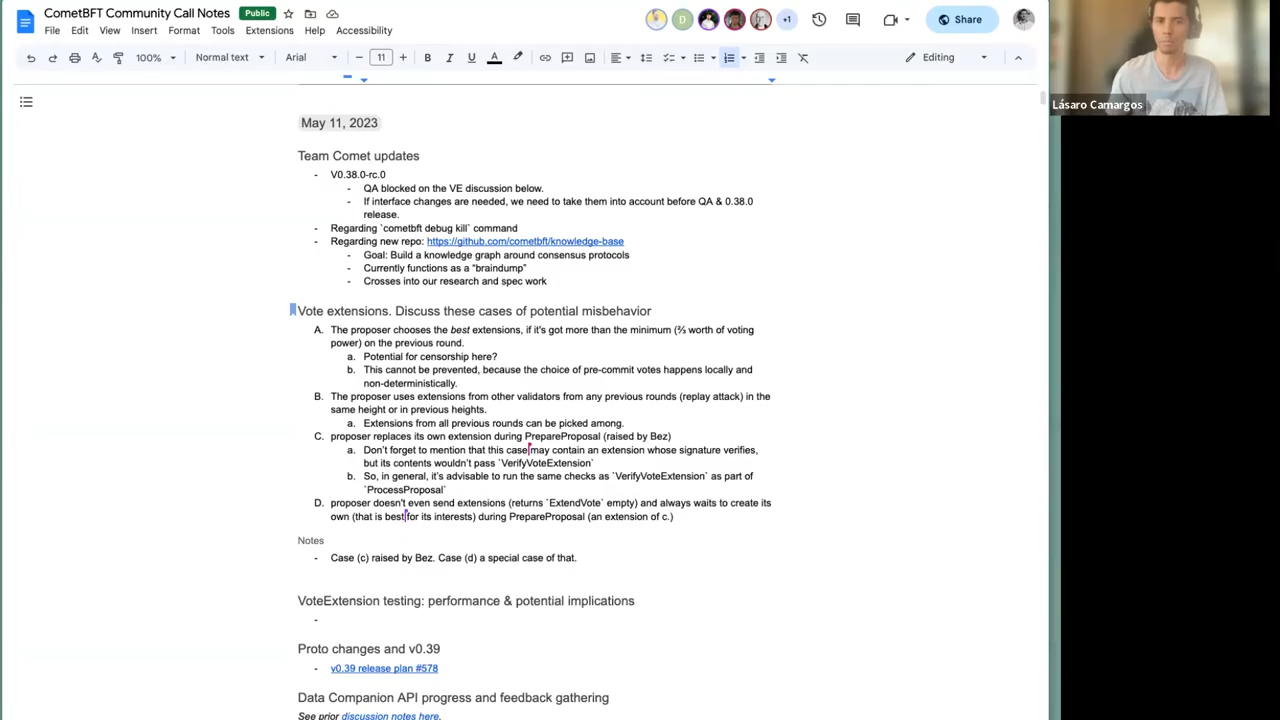 CometBFT Community Call Notes
Public
File Edit View Insert Format Tools Extensions Help Accessibility
D
+1
Share
100%
Normal text
Arial
11
B I U A
Editing
Lásaro Camargos
May 11, 2023
Team Comet updates
- V0.38.0-rc.0
- QA blocked on the VE discussion below.
- If interface changes are needed, we need to take them into account before QA & 0.38.0
release.
- Regarding `cometbft debug kill` command
- Regarding new repo: https://github.com/cometbft/knowledge-base
- Goal: Build a knowledge graph around consensus protocols
- Currently functions as a “braindump”
- Crosses into our research and spec work
Vote extensions. Discuss these cases of potential misbehavior
A. The proposer chooses the best extensions, if it's got more than the minimum (⅔ worth of voting
power) on the previous round.
a. Potential for censorship here?
b. This cannot be prevented, because the choice of pre-commit votes happens locally and
non-deterministically.
B. The proposer uses extensions from other validators from any previous rounds (replay attack) in the
same height or in previous heights.
a. Extensions from all previous rounds can be picked among.
C. proposer replaces its own extension during PrepareProposal (raised by Bez)
a. Don’t forget to mention that this case may contain an extension whose signature verifies,
but its contents wouldn’t pass `VerifyVoteExtension`
b. So, in general, it’s advisable to run the same checks as `VerifyVoteExtension` as part of
`ProcessProposal`
D. proposer doesn't even send extensions (returns `ExtendVote` empty) and always waits to create its
own (that is best for its interests) during PrepareProposal (an extension of c.)
Notes
- Case (c) raised by Bez. Case (d) a special case of that.
VoteExtension testing: performance & potential implications
-
Proto changes and v0.39
- v0.39 release plan #578
Data Companion API progress and feedback gathering
See prior discussion notes here.